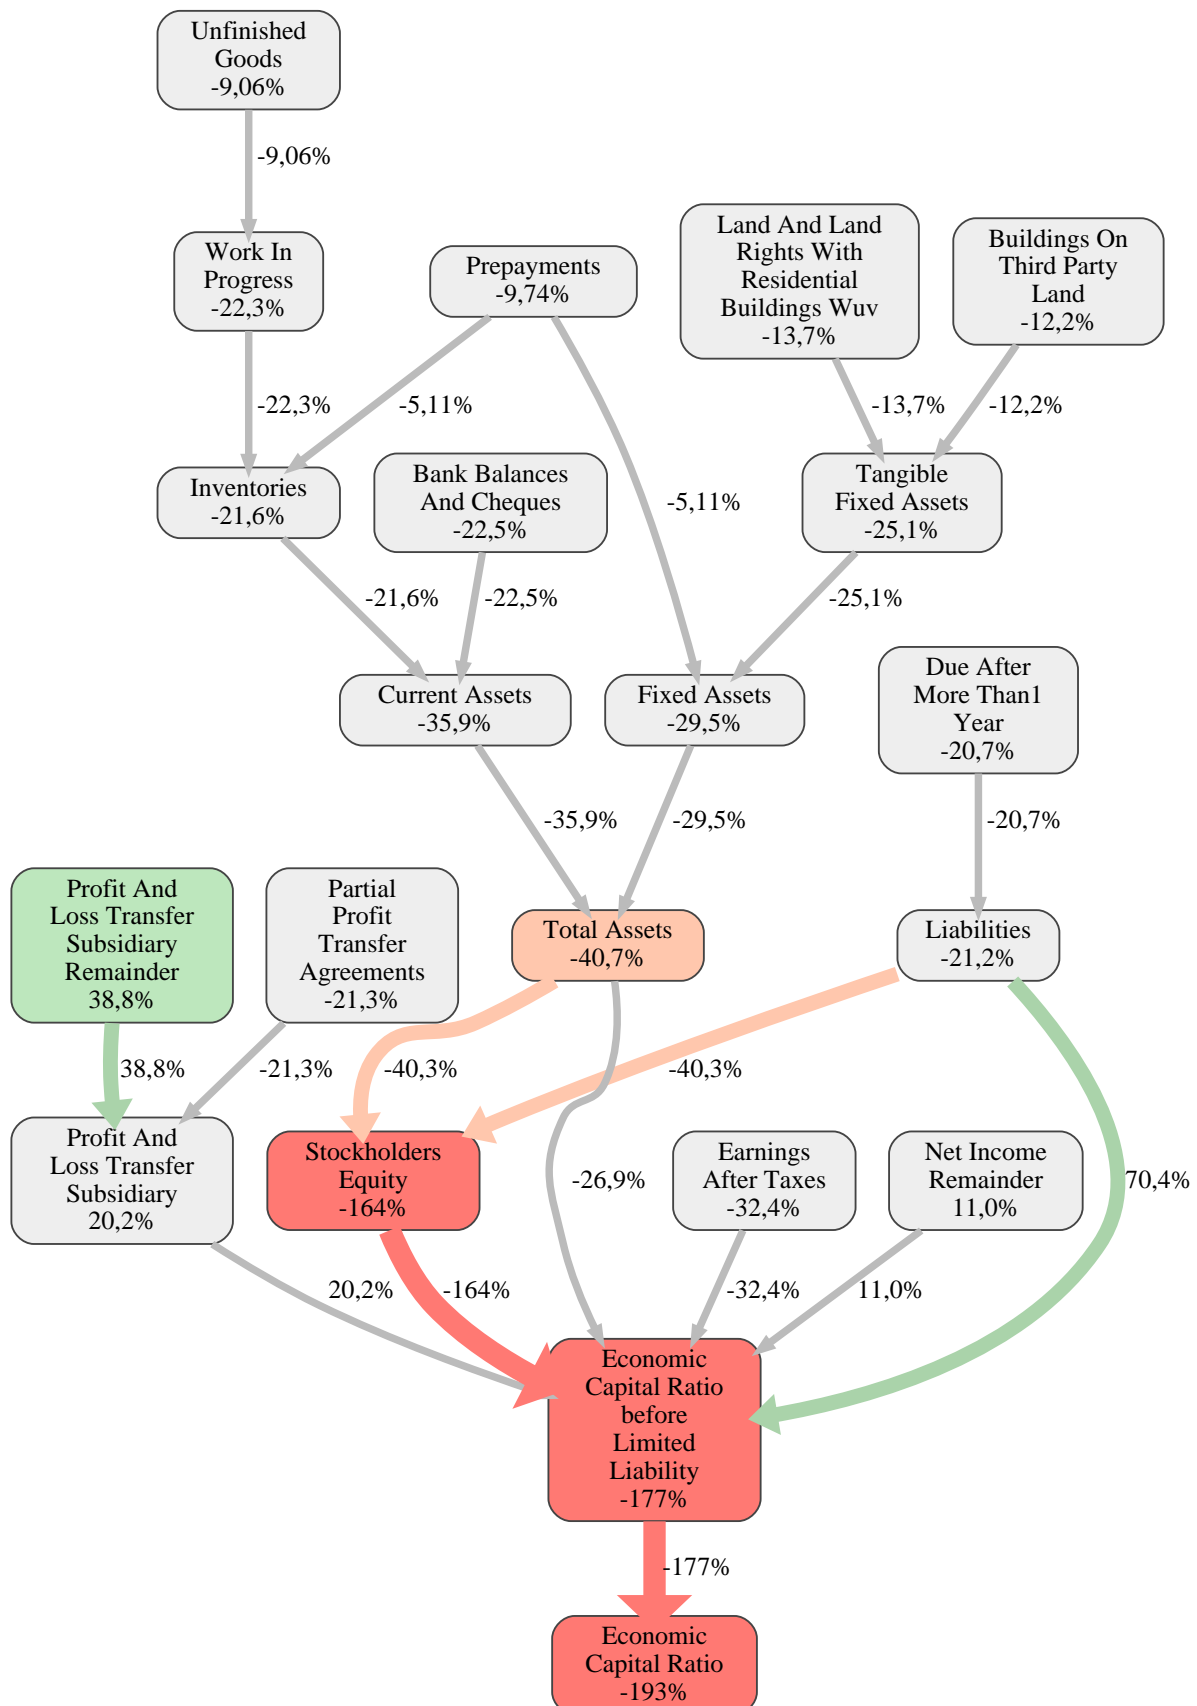 Unfinished
Goods
-9,06%
-9,06%
Work In
Progress
-22,3%
Prepayments
-9,74%
Land And Land
Rights With
Residential
Buildings Wuv
-13,7%
Buildings On
Third Party
Land
-12,2%
-22,3%
-5,11%
-13,7%
-12,2%
Inventories
-21,6%
Bank Balances
And Cheques
-22,5%
-5,11%
Tangible
Fixed Assets
-25,1%
-21,6%
-22,5%
-25,1%
Current Assets
-35,9%
Fixed Assets
-29,5%
Due After
More Than1
Year
-20,7%
-35,9%
-29,5%
-20,7%
Profit And
Loss Transfer
Subsidiary
Remainder
38,8%
Partial
Profit
Transfer
Agreements
-21,3%
Total Assets
-40,7%
Liabilities
-21,2%
38,8%
-21,3%
-40,3%
-40,3%
Profit And
Loss Transfer
Subsidiary
20,2%
Stockholders
Equity
-164%
-26,9%
Earnings
After Taxes
-32,4%
Net Income
Remainder
11,0%
70,4%
20,2%
-164%
-32,4%
11,0%
Economic
Capital Ratio
before
Limited
Liability
-177%
-177%
Economic
Capital Ratio
-193%